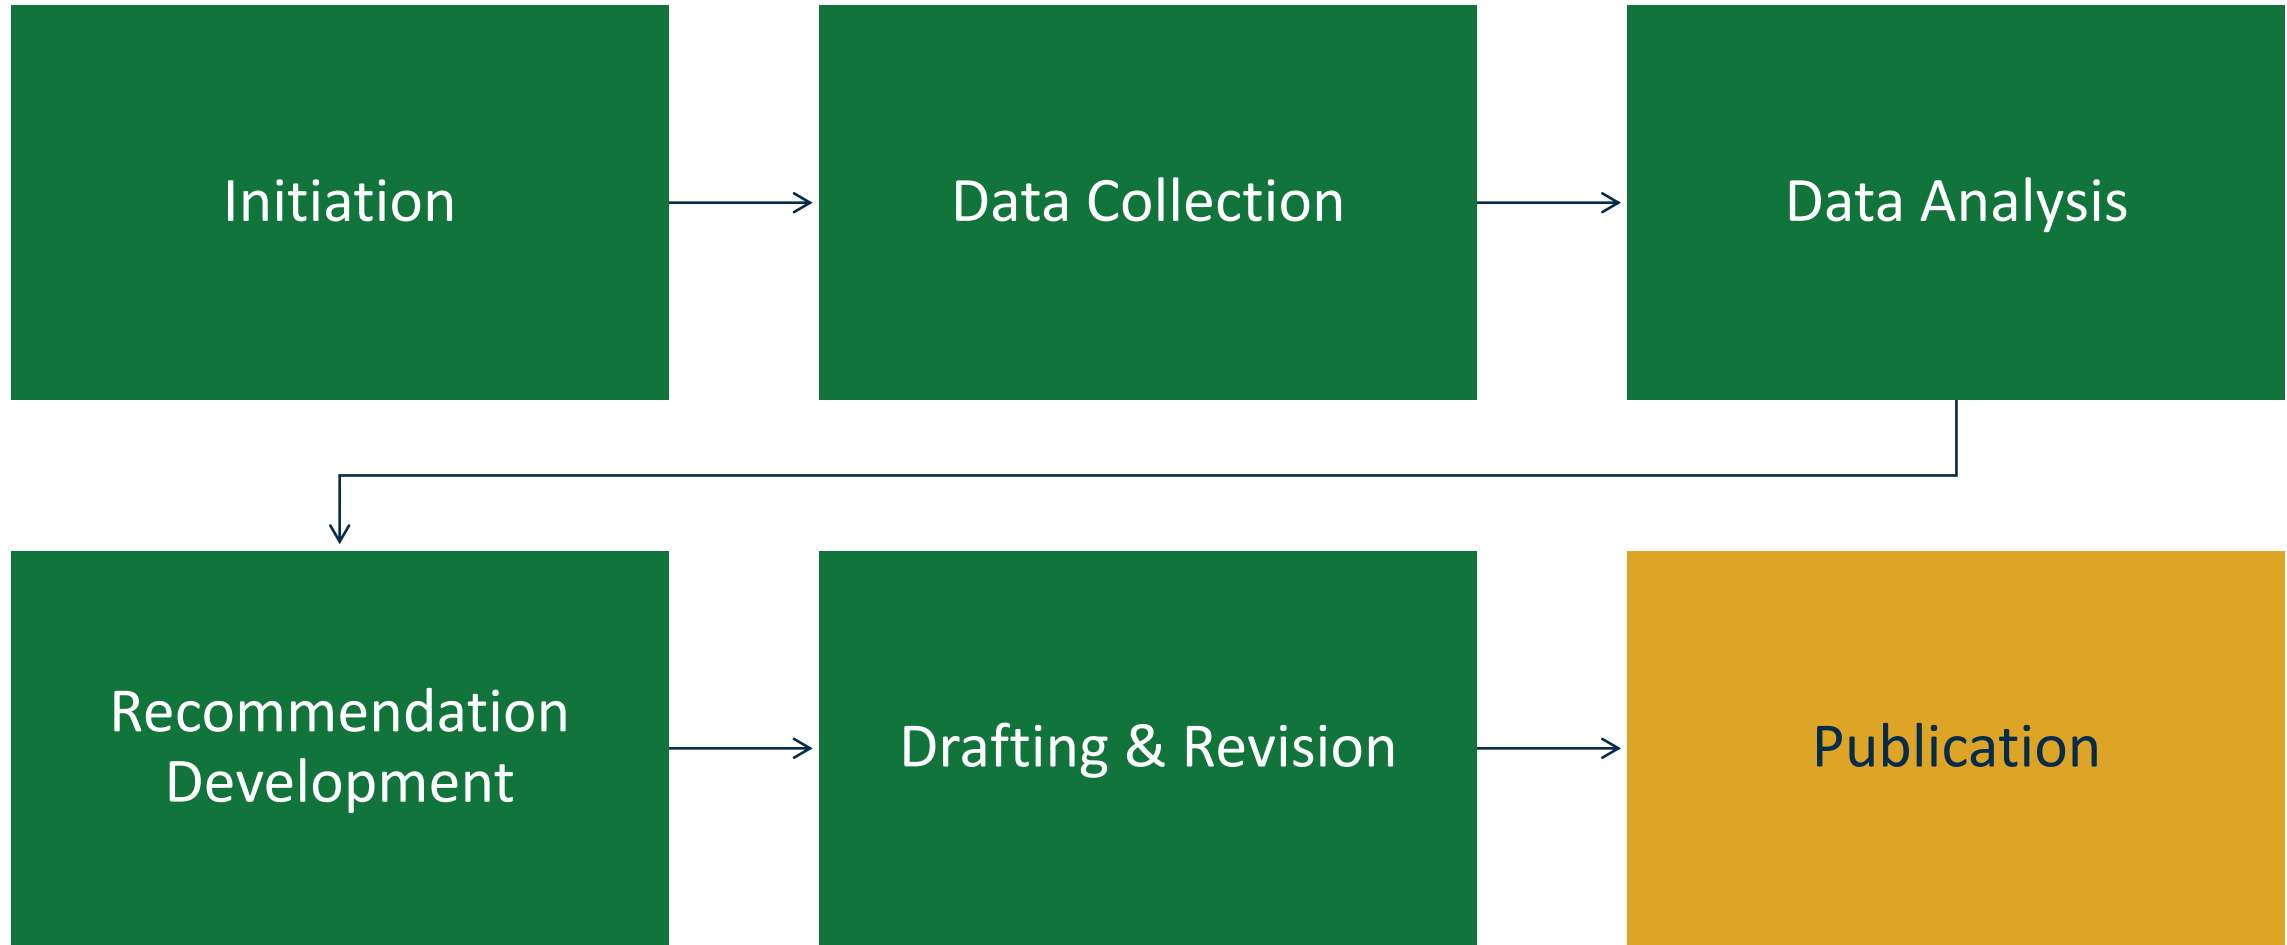 Initiation
Data Collection
Data Analysis
Recommendation
Development
Drafting & Revision
Publication